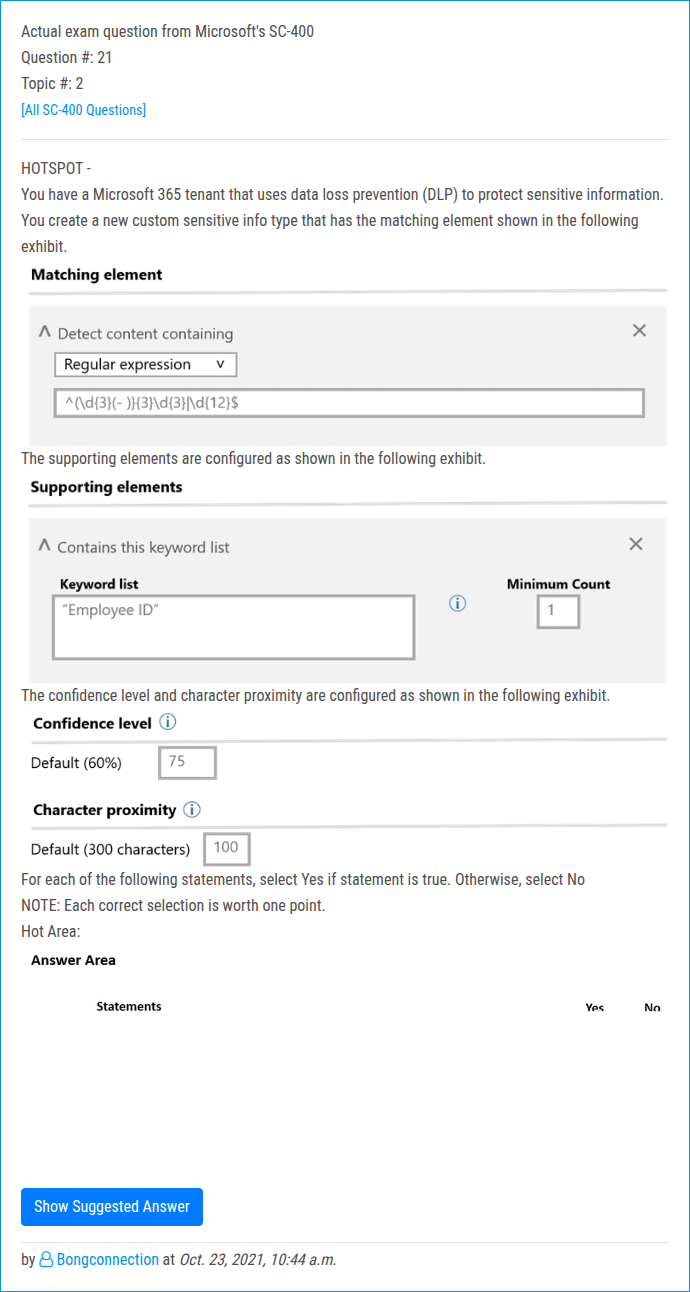 Actual exam question from Microsoft's SC-400
Question #: 21
Topic #: 2
[All SC-400 Questions]
HOTSPOT -
You have a Microsoft 365 tenant that uses data loss prevention (DLP) to protect sensitive information.
You create a new custom sensitive info type that has the matching element shown in the following
exhibit.
Matching element
Detect content containing
Regular expression
^(\d{3}(- )}{3}\d{3}|\d{12}$
The supporting elements are configured as shown in the following exhibit.
Supporting elements
Contains this keyword list
Keyword list Minimum Count
"Employee ID" 1
The confidence level and character proximity are configured as shown in the following exhibit.
Confidence level
Default (60%) 75
Character proximity
Default (300 characters) 100
For each of the following statements, select Yes if statement is true. Otherwise, select No
NOTE: Each correct selection is worth one point.
Hot Area:
Answer Area
Statements Yes No
Show Suggested Answer
by Bongconnection at Oct. 23, 2021, 10:44 a.m.